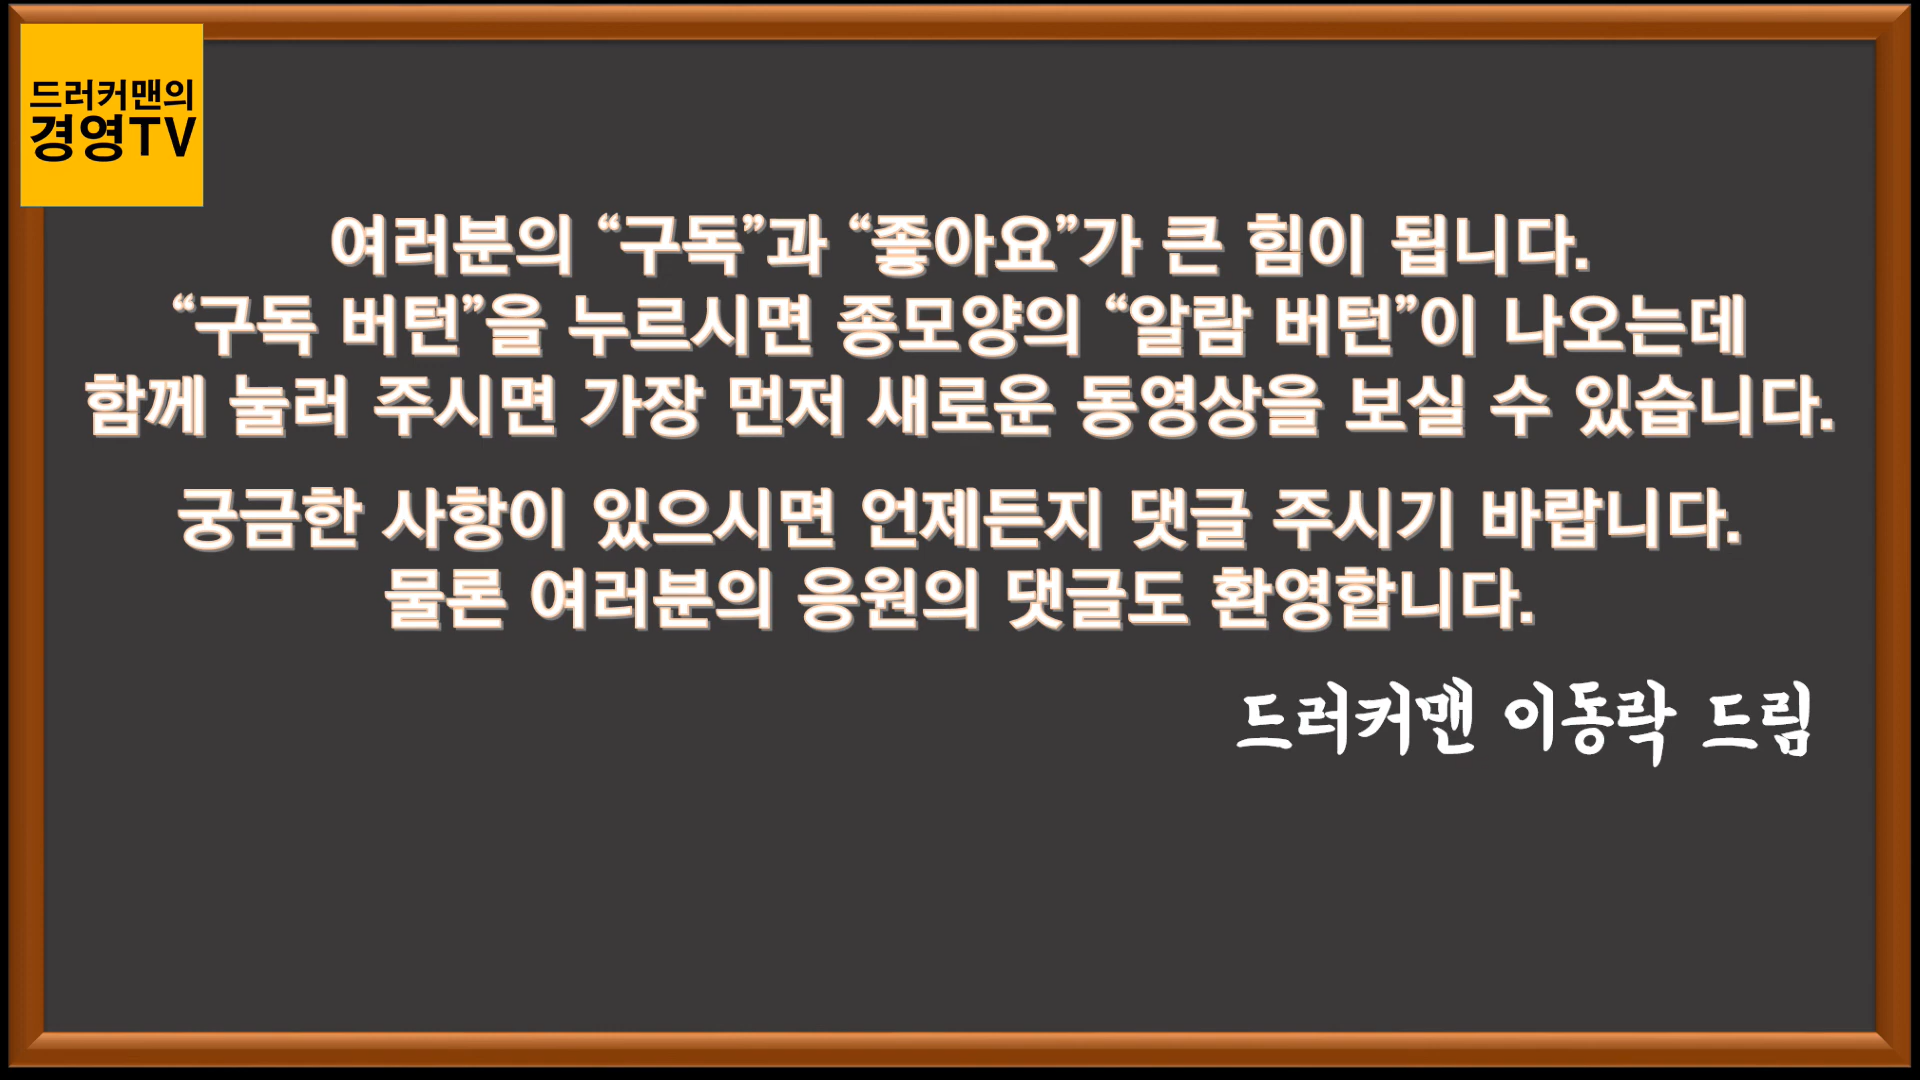 드러커맨의
경영TV
여러분의 “구독”과 “좋아요”가 큰 힘이 됩니다.
“구독 버턴”을 누르시면 종모양의 “알람 버턴”이 나오는데
함께 눌러 주시면 가장 먼저 새로운 동영상을 보실 수 있습니다.
궁금한 사항이 있으시면 언제든지 댓글 주시기 바랍니다.
물론 여러분의 응원의 댓글도 환영합니다.
드러커맨 이동락 드림